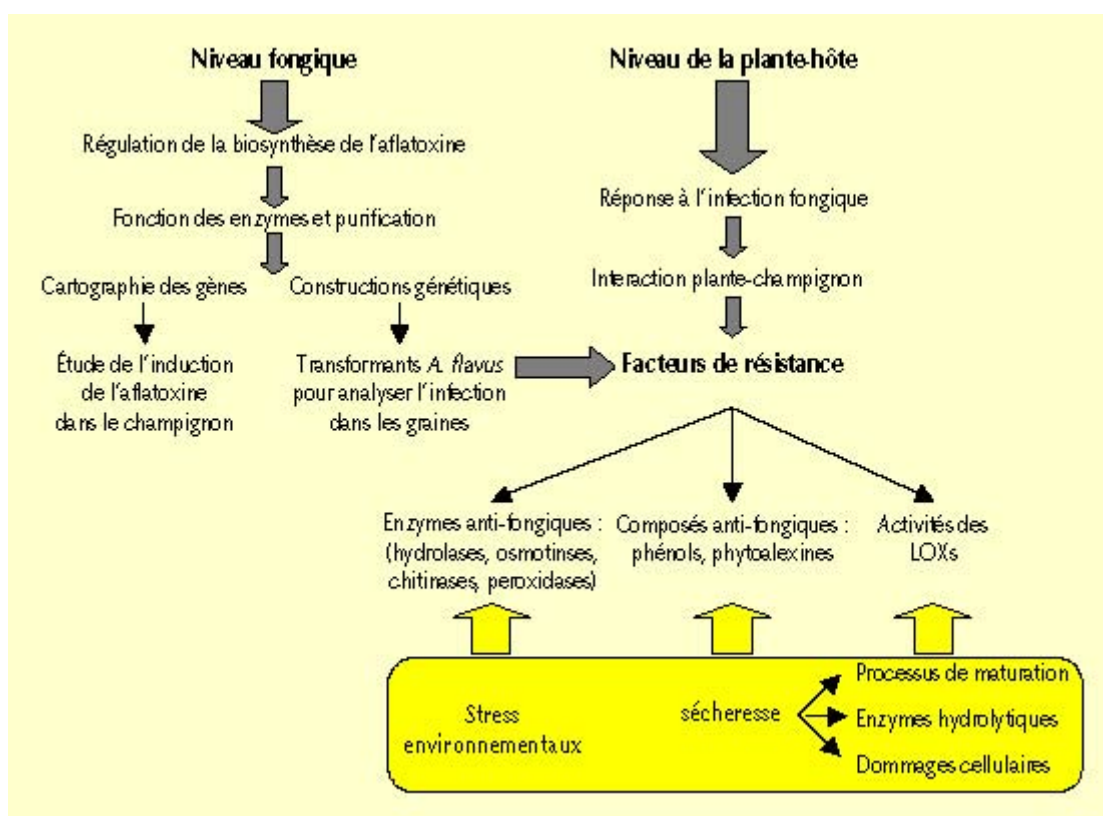 Niveau fongique
Régulation de la biosynthèse de l'aflatoxine
Fonction des enzymes et purification
Cartographie des gènes
Constructions génétiques
Étude de l'induction
de l'aflatoxine
dans le champignon
Transformants A. flavus
pour analyser l'infection
dans les graines
Niveau de la plante-hôte
Réponse à l'infection fongique
Interaction plante-champignon
Facteurs de résistance
Enzymes anti-fongiques :
(hydrolases, osmotinses,
chitinases, peroxidases)
Composés anti-fongiques :
phénols, phytoalexines
Activités des
LOXs
Stress
environnementaux
sécheresse
Processus de maturation
Enzymes hydrolytiques
Dommages cellulaires